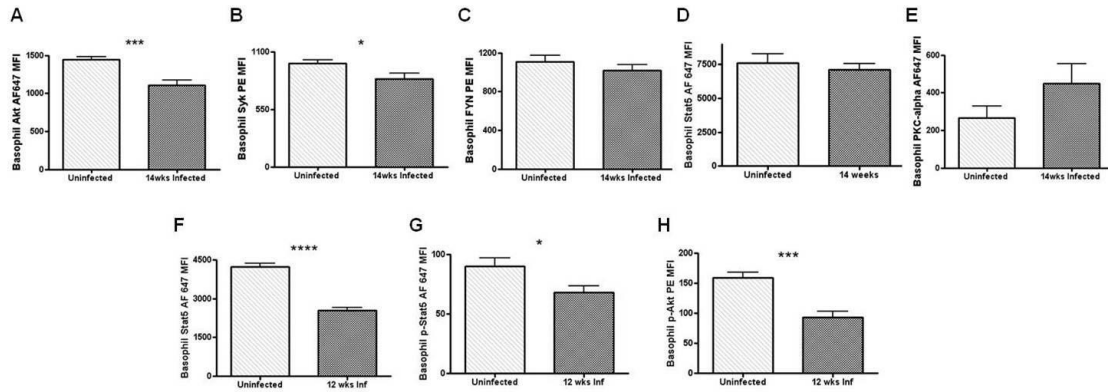 A
***
Basophil Akt AF647 MFI
1500
1000
500
0
Uninfected
14wks Infected
B
*
Basophil Syk PE MFI
1100
550
0
Uninfected
14wks Infected
C
Basophil FYN PE MFI
1200
800
400
0
Uninfected
14wks Infected
D
Basophil Stat5 AF 647 MFI
7500
5000
2500
0
Uninfected
14 weeks
E
Basophil PKC-alpha AF647 MFI
600
400
200
0
Uninfected
14wks Infected
F
****
Basophil Stat5 AF 647 MFI
4500
3000
1500
0
Uninfected
12 wks Inf
G
*
Basophil p-Stat5 AF 647 MFI
100
50
0
Uninfected
12 wks Inf
H
***
Basophil p-Akt PE MFI
200
150
100
50
0
Uninfected
12 wks Inf